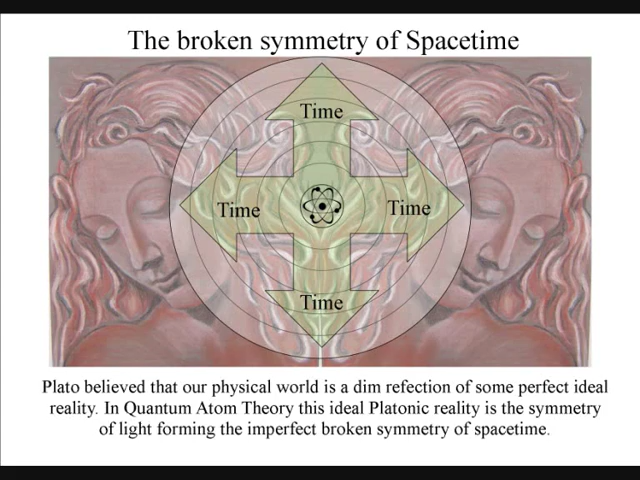 The broken symmetry of Spacetime
Time
Time
Time
Time
Plato believed that our physical world is a dim refection of some perfect ideal
reality. In Quantum Atom Theory this ideal Platonic reality is the symmetry
of light forming the imperfect broken symmetry of spacetime.